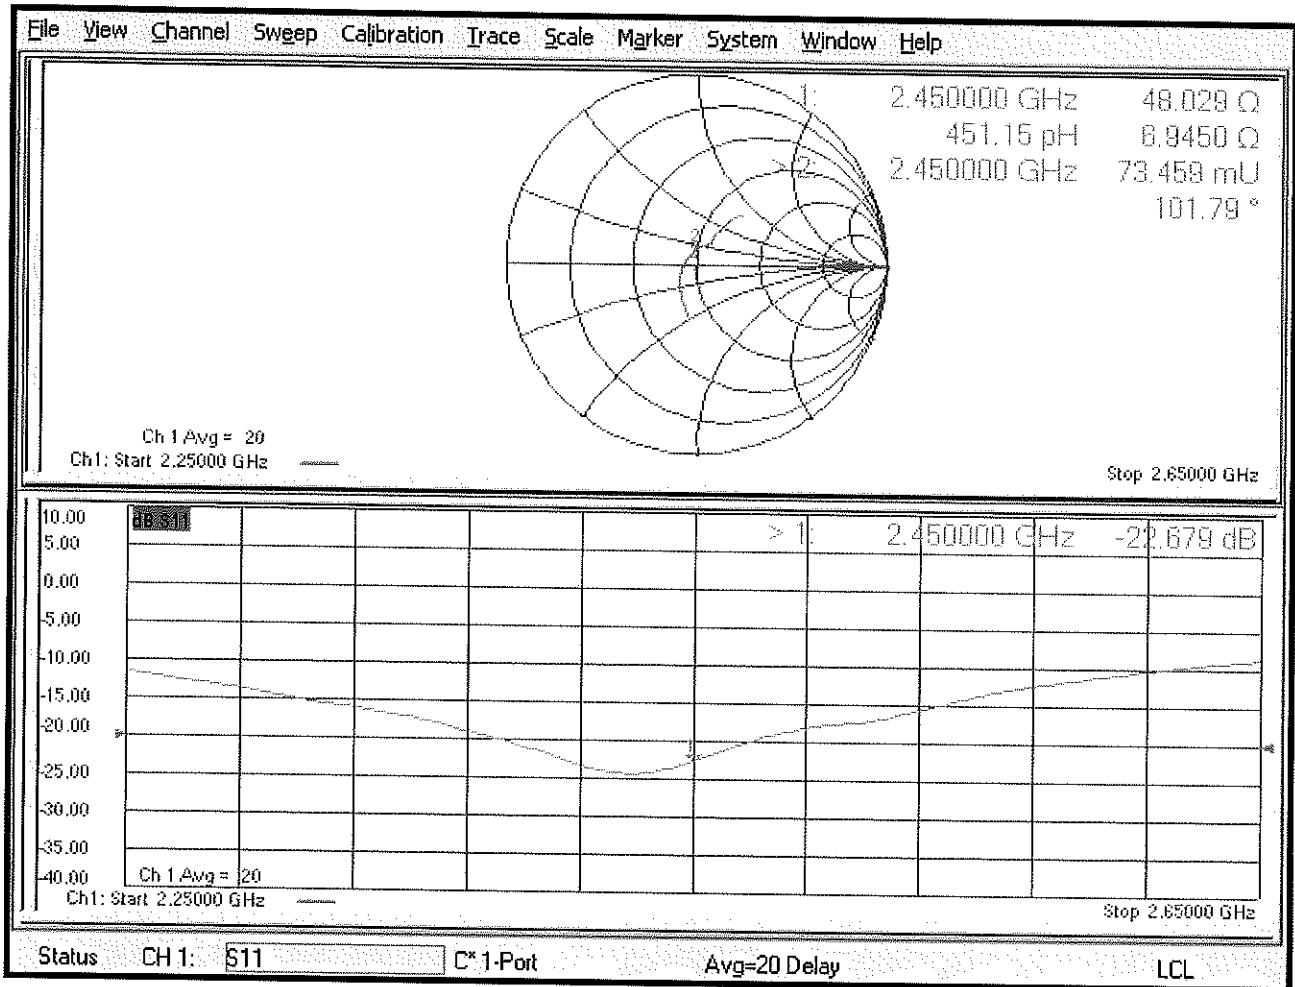 File View Channel Sweep Calibration Trace Scale Marker System Window Help
1: 2.450000 GHz 48.029 Ω
451.15 pH 6.9450 Ω
> 2: 2.450000 GHz 73.459 mU
101.79 °
2
Ch 1 Avg = 20
Ch1: Start 2.25000 GHz
Stop 2.65000 GHz
10.00
dB S11
> 1: 2.450000 GHz -22.679 dB
5.00
0.00
-5.00
-10.00
-15.00
-20.00
1
-25.00
-30.00
-35.00
-40.00
Ch 1 Avg = 20
Ch1: Start 2.25000 GHz
Stop 2.65000 GHz
Status CH 1: S11 C* 1-Port Avg=20 Delay LCL